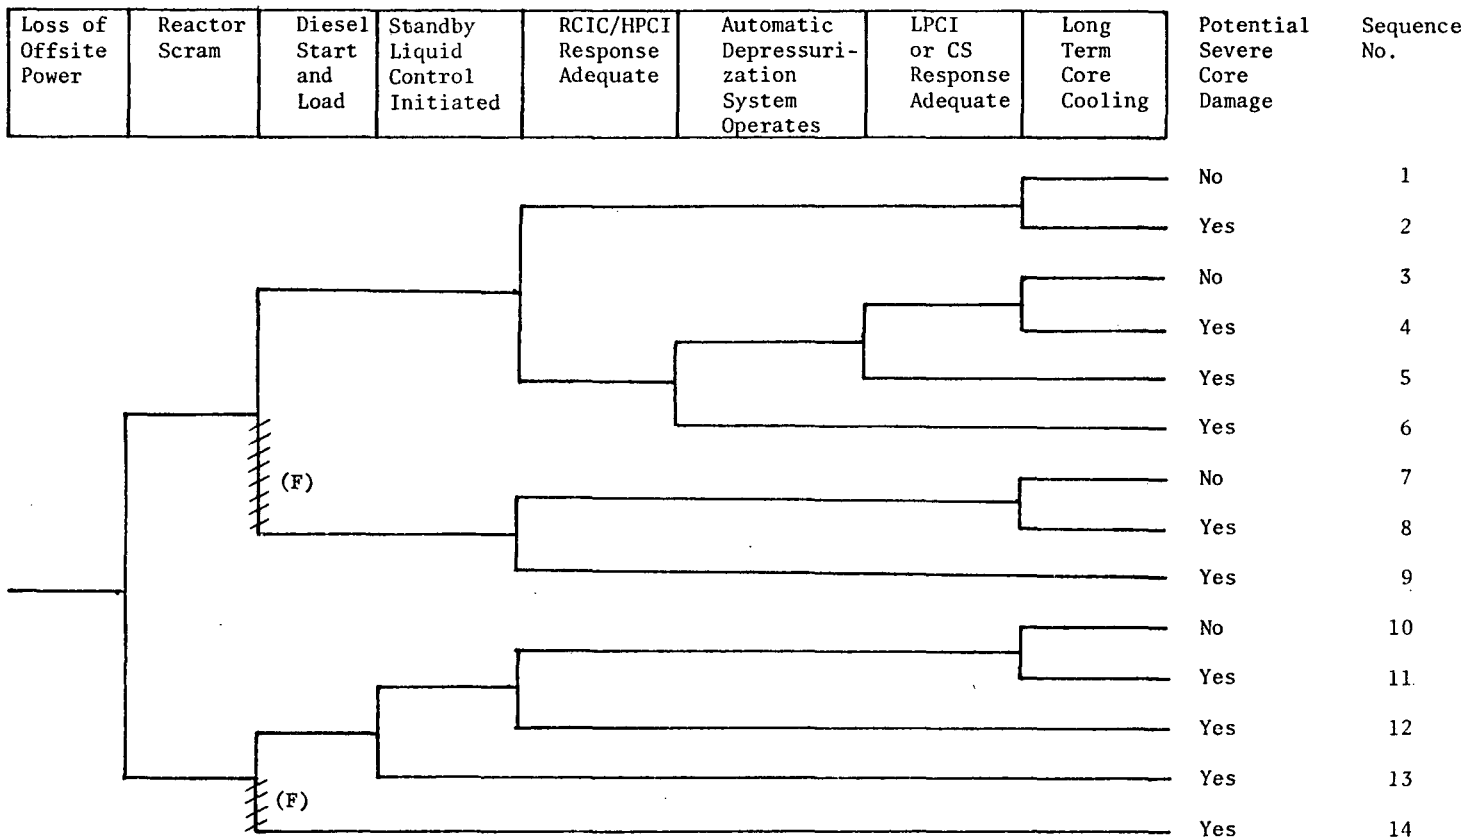 Loss of
Offsite
Power
Reactor
Scram
Diesel
Start
and
Load
Standby
Liquid
Control
Initiated
RCIC/HPCI
Response
Adequate
Automatic
Depressuri-
zation
System
Operates
LPCI
or CS
Response
Adequate
Long
Term
Core
Cooling
Potential
Severe
Core
Damage
Sequence
No.
No 1
Yes 2
No 3
Yes 4
Yes 5
Yes 6
(F)
No 7
Yes 8
Yes 9
No 10
Yes 11
Yes 12
Yes 13
(F)
Yes 14